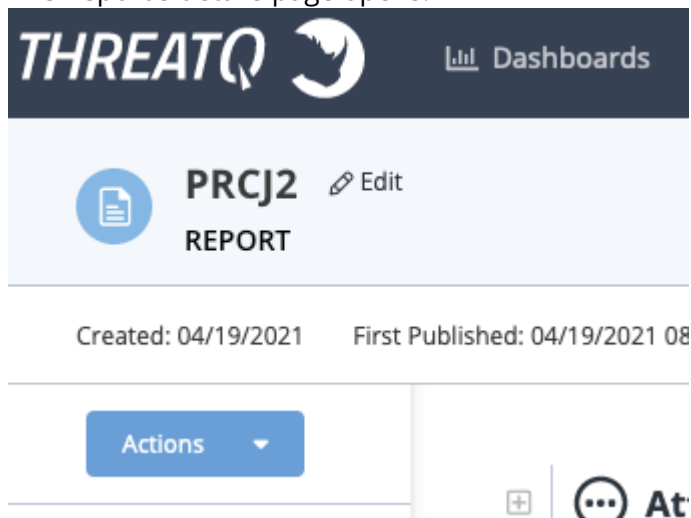 THREATQ
Dashboards
PRCJ2
Edit
REPORT
Created: 04/19/2021 First Published: 04/19/2021 08
Actions